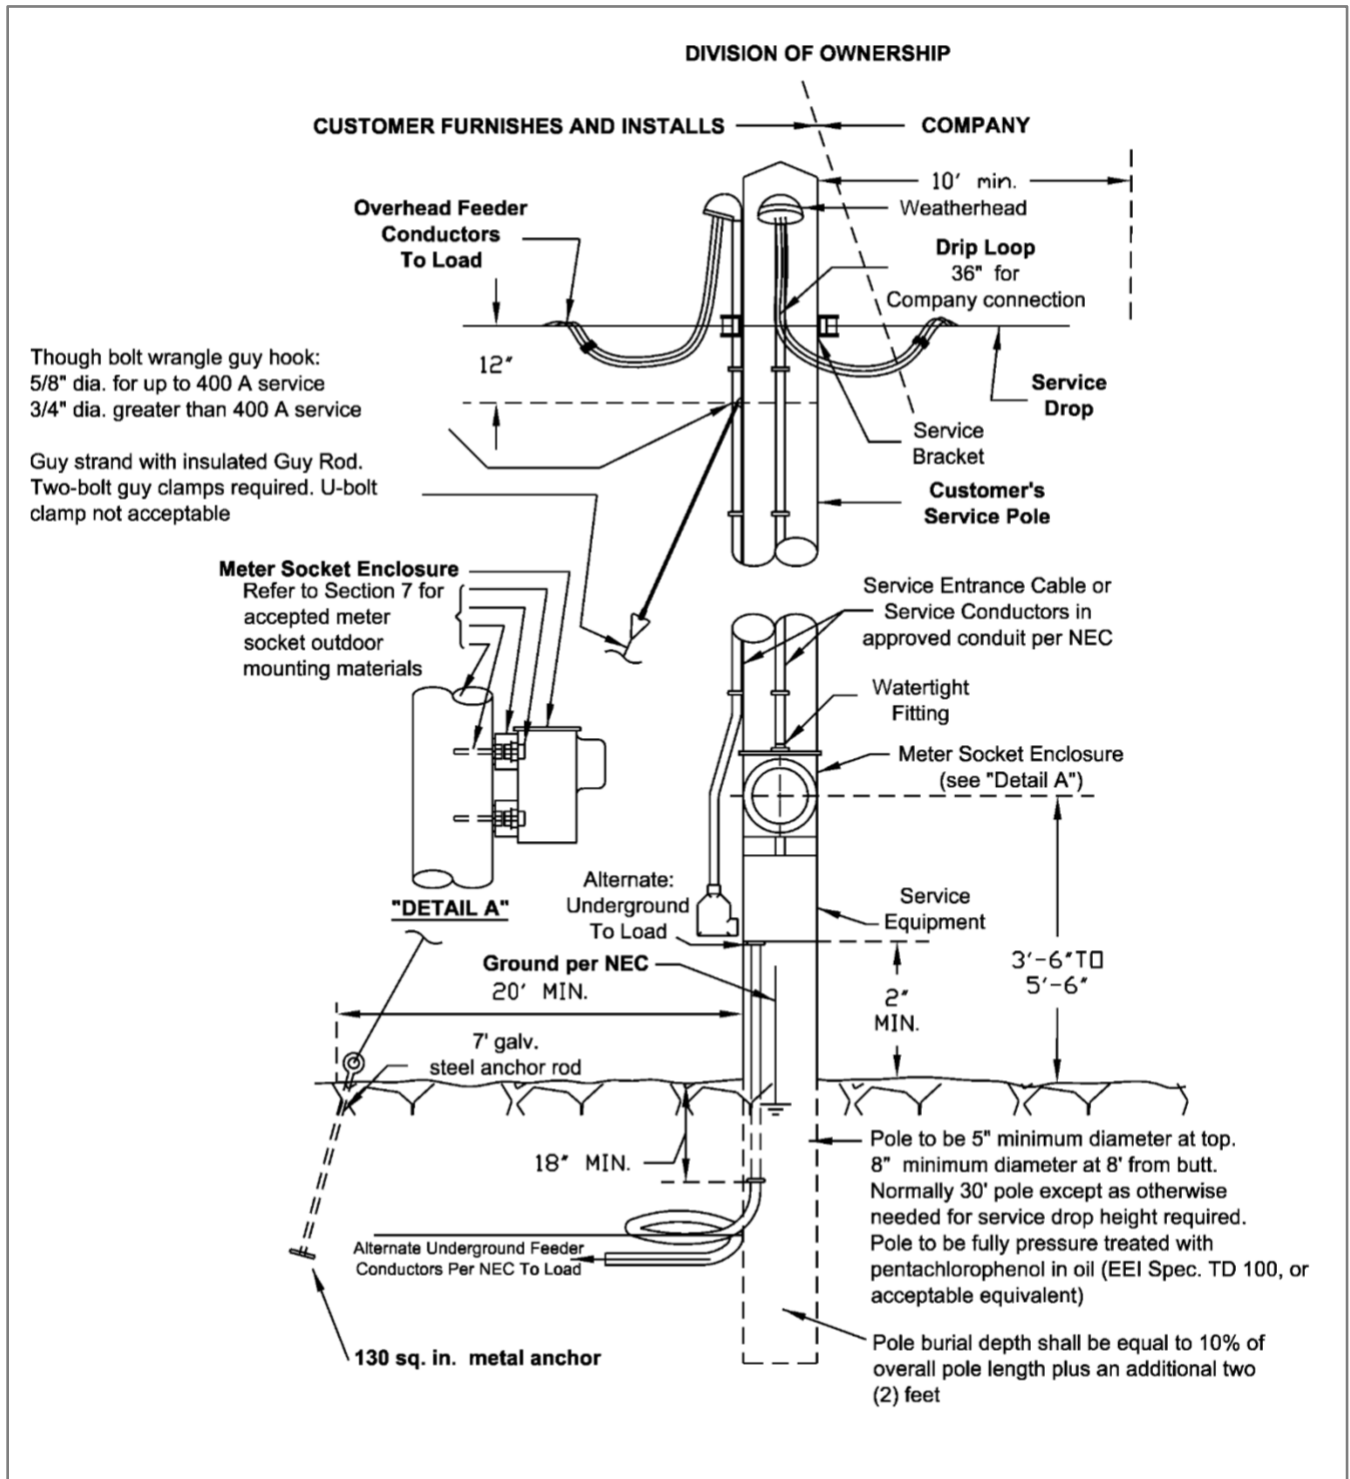 DIVISION OF OWNERSHIP
CUSTOMER FURNISHES AND INSTALLS
COMPANY
10' min.
Weatherhead
Overhead Feeder
Conductors
To Load
Drip Loop
36" for
Company connection
12"
Though bolt wrangle guy hook:
5/8" dia. for up to 400 A service
3/4" dia. greater than 400 A service
Service
Drop
Service
Bracket
Guy strand with insulated Guy Rod.
Two-bolt guy clamps required. U-bolt
clamp not acceptable
Customer's
Service Pole
Meter Socket Enclosure
Refer to Section 7 for
accepted meter
socket outdoor
mounting materials
Service Entrance Cable or
Service Conductors in
approved conduit per NEC
Watertight
Fitting
Meter Socket Enclosure
(see "Detail A")
"DETAIL A"
Alternate:
Underground
To Load
Service
Equipment
Ground per NEC
20' MIN.
2"
MIN.
3'-6"TO
5'-6"
7' galv.
steel anchor rod
18" MIN.
Pole to be 5" minimum diameter at top.
8" minimum diameter at 8' from butt.
Normally 30' pole except as otherwise
needed for service drop height required.
Pole to be fully pressure treated with
pentachlorophenol in oil (EEI Spec. TD 100, or
acceptable equivalent)
Alternate Underground Feeder
Conductors Per NEC To Load
130 sq. in. metal anchor
Pole burial depth shall be equal to 10% of
overall pole length plus an additional two
(2) feet